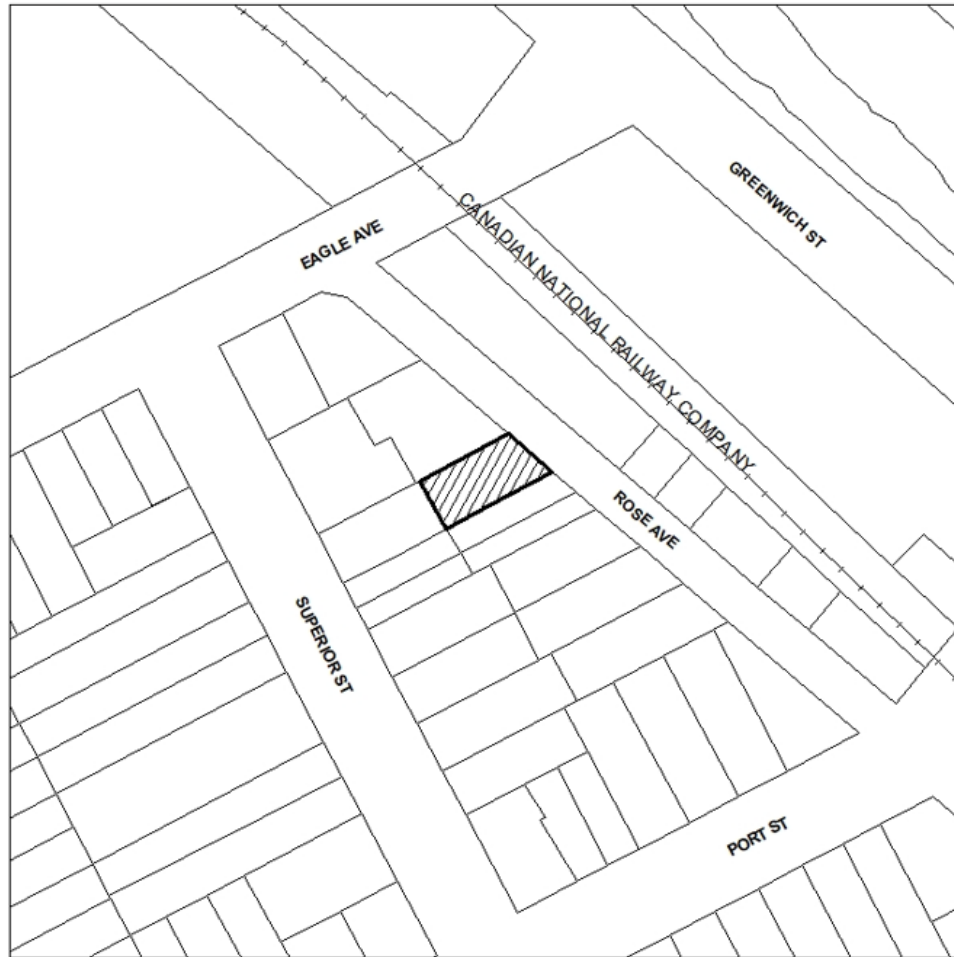 GREENWICH ST
EAGLE AVE
CANADIAN NATIONAL RAILWAY COMPANY
ROSE AVE
SUPERIOR ST
PORT ST